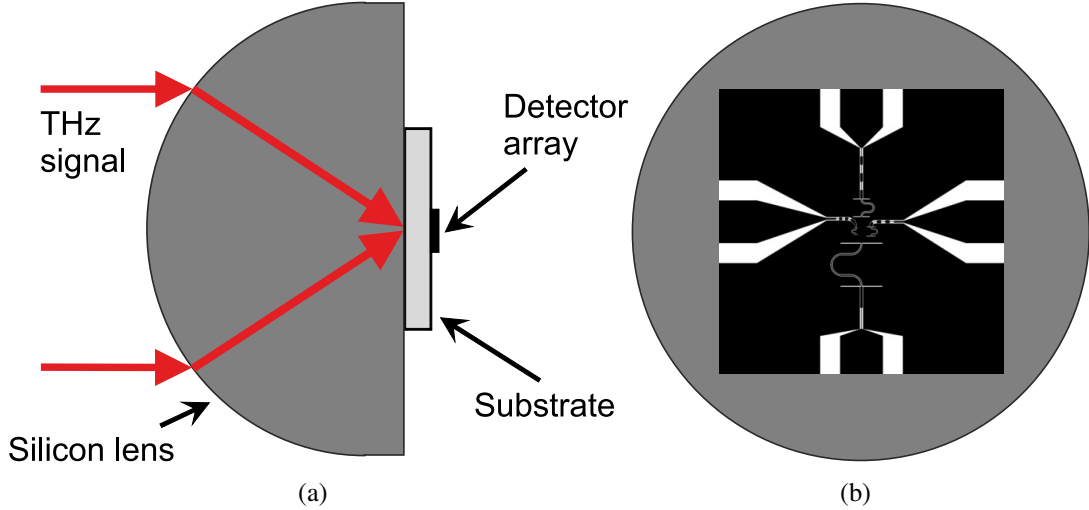 THz
signal
Detector
array
Substrate
Silicon lens
(a)
(b)